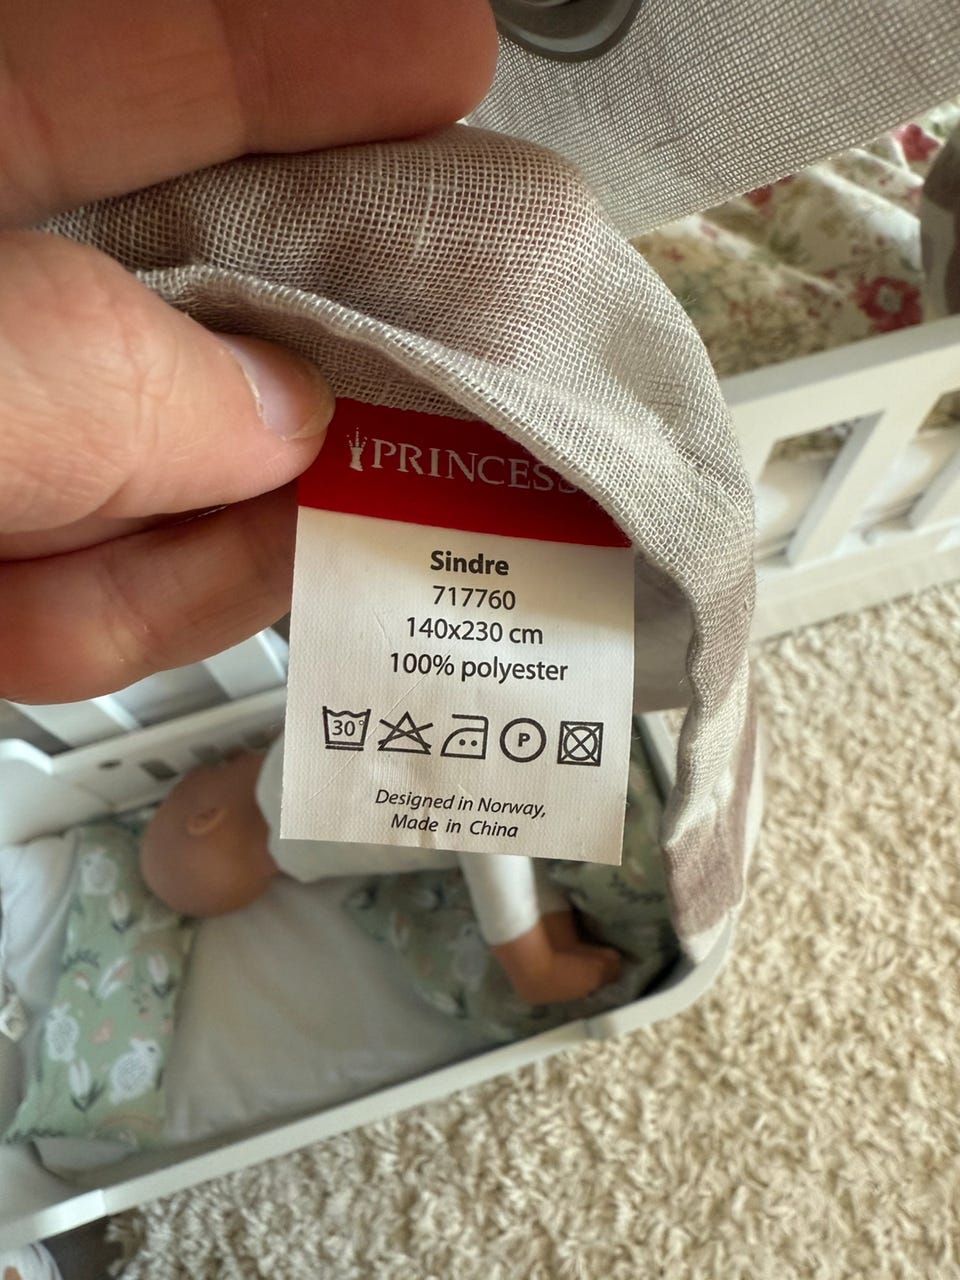 PRINCESS
Sindre
717760
140x230 cm
100% polyester
30°
P
Designed in Norway,
Made in China